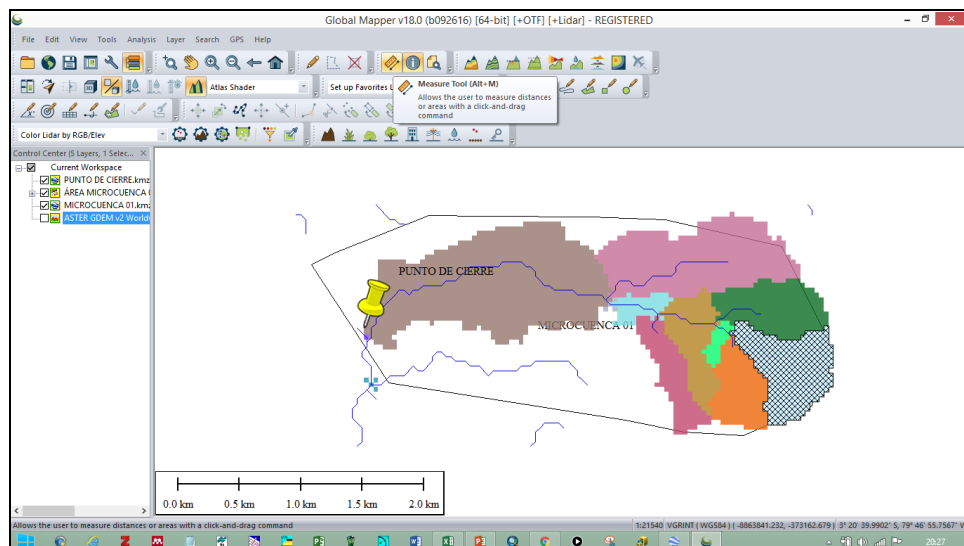 Global Mapper v18.0 (b092616) [64-bit] [+OTF] [+Lidar] - REGISTERED
File Edit View Tools Analysis Layer Search GPS Help
Atlas Shader
Set up Favorites L
Measure Tool (Alt+M)
Allows the user to measure distances
or areas with a click-and-drag
command
Color Lidar by RGB/Elev
Control Center (5 Layers, 1 Selec...
Current Workspace
PUNTO DE CIERRE.kmz
ÁREA MICROCUENCA
MICROCUENCA 01.kmz
ASTER GDEM v2 Worldw
PUNTO DE CIERRE
MICROCUENCA 01
0.0 km 0.5 km 1.0 km 1.5 km 2.0 km
Allows the user to measure distances or areas with a click-and-drag command
1:21540 VGRINT ( WGS84 ) ( -8863841.232, -373162.679 ) 3° 20' 39.9902" S, 79° 46' 55.7567" W
20:27